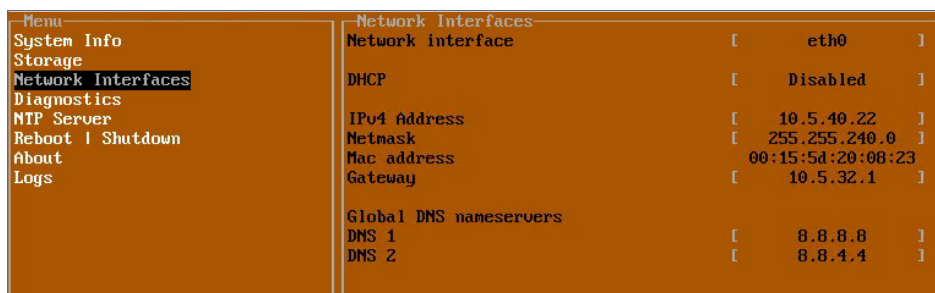 Menu
System Info
Storage
Network Interfaces
Diagnostics
NTP Server
Reboot | Shutdown
About
Logs
Network Interfaces
Network interface [ eth0 ]
DHCP [ Disabled ]
IPv4 Address [ 10.5.40.22 ]
Netmask [ 255.255.240.0 ]
Mac address 00:15:5d:20:08:23
Gateway [ 10.5.32.1 ]
Global DNS nameservers
DNS 1 [ 8.8.8.8 ]
DNS 2 [ 8.8.4.4 ]